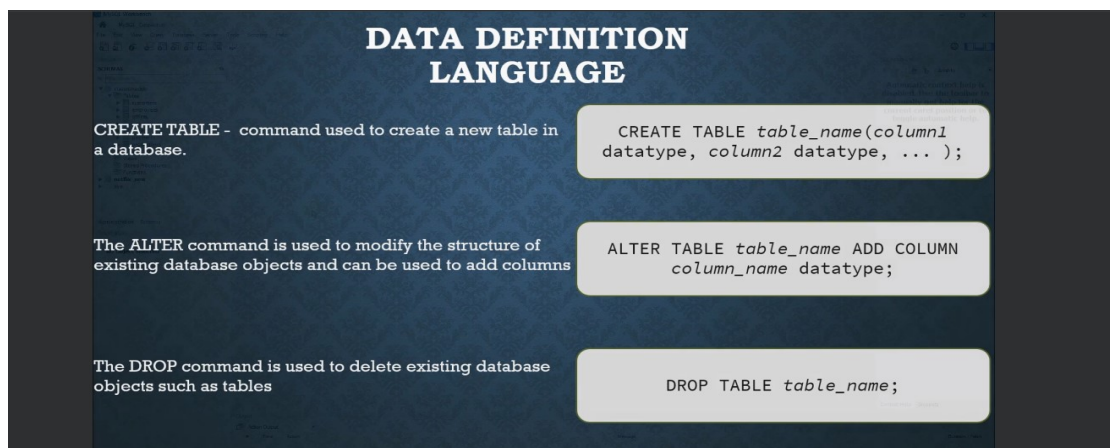 DATA DEFINITION
LANGUAGE
CREATE TABLE - command used to create a new table in
a database.
CREATE TABLE table_name(column1
datatype, column2 datatype, ... );
The ALTER command is used to modify the structure of
existing database objects and can be used to add columns
ALTER TABLE table_name ADD COLUMN
column_name datatype;
The DROP command is used to delete existing database
objects such as tables
DROP TABLE table_name;